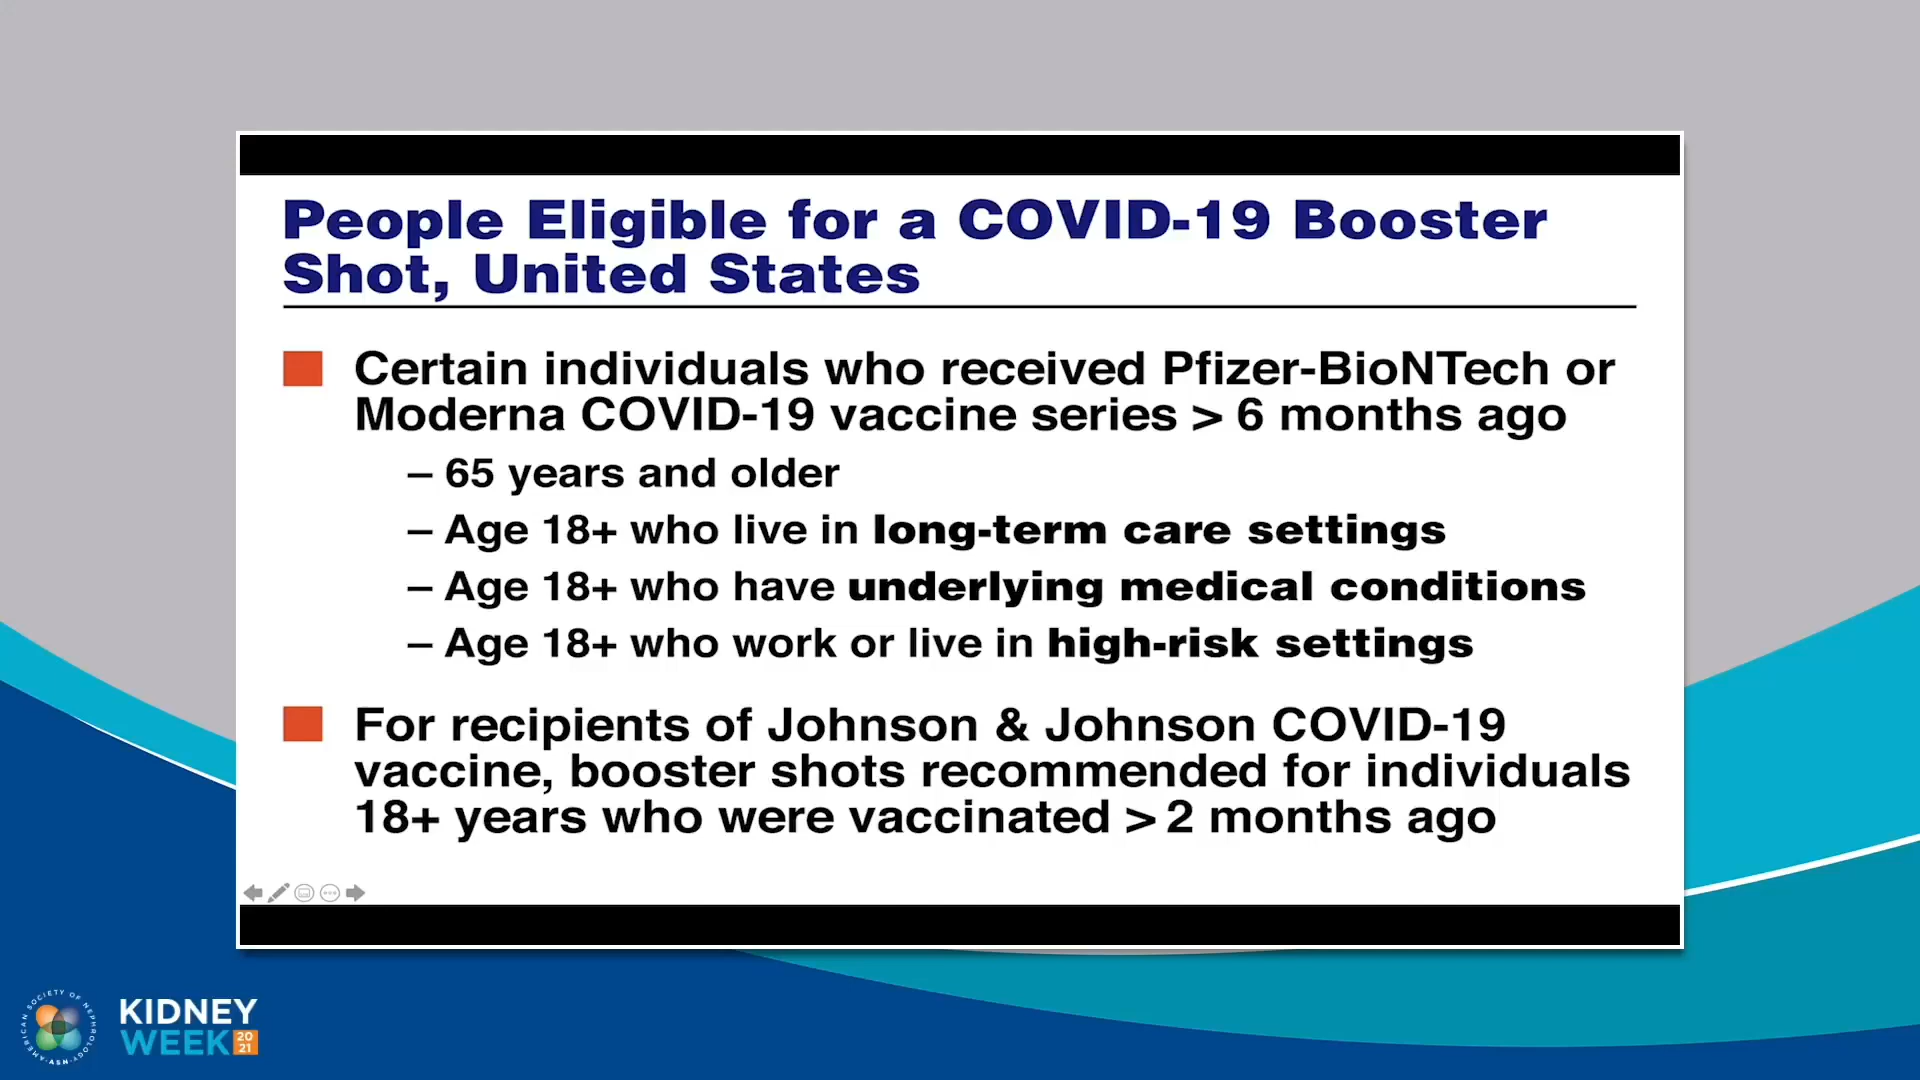 People Eligible for a COVID-19 Booster
Shot, United States
Certain individuals who received Pfizer-BioNTech or
Moderna COVID-19 vaccine series > 6 months ago
– 65 years and older
– Age 18+ who live in long-term care settings
– Age 18+ who have underlying medical conditions
– Age 18+ who work or live in high-risk settings
For recipients of Johnson & Johnson COVID-19
vaccine, booster shots recommended for individuals
18+ years who were vaccinated > 2 months ago
AMERICAN SOCIETY OF NEPHROLOGY
ASN
KIDNEY
WEEK 20
21